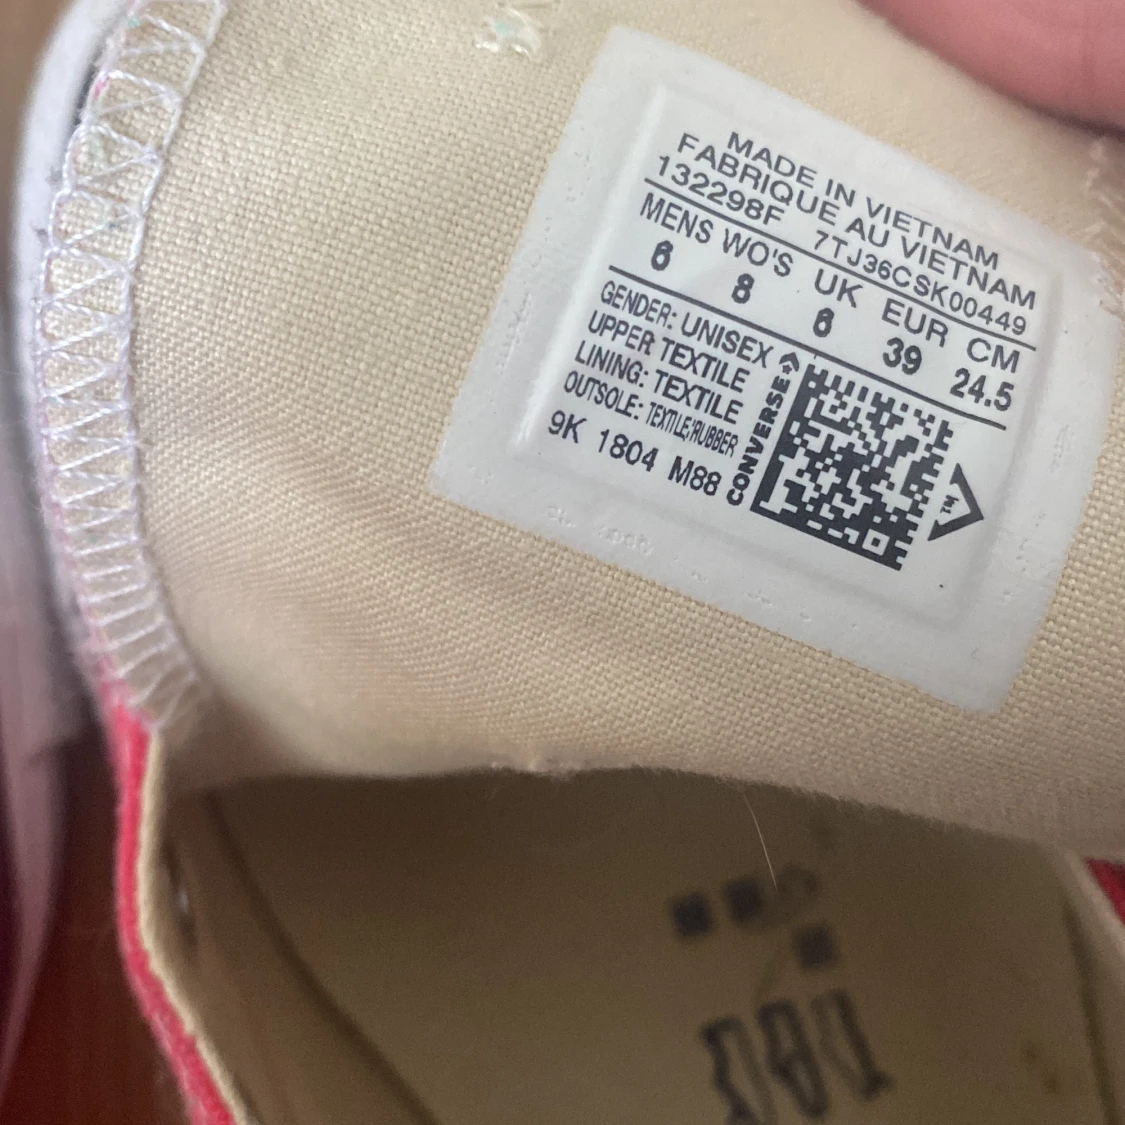 MADE IN VIETNAM
FABRIQUE AU VIETNAM
132298F 7TJ36CSK00449
MENS WO'S UK EUR CM
6 8 6 39 24.5
GENDER: UNISEX
UPPER TEXTILE
LINING: TEXTILE
OUTSOLE: TEXTILE/RUBBER
9K 1804 M88
CONVERSE
TM